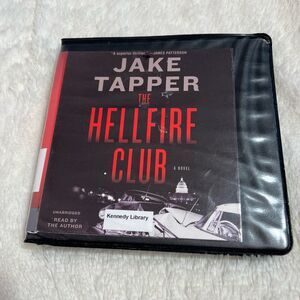 "A superior thriller." —JAMES PATTERSON
JAKE
TAPPER
THE
HELLFIRE
CLUB
A NOVEL
UNABRIDGED
READ BY
THE AUTHOR
Kennedy Library